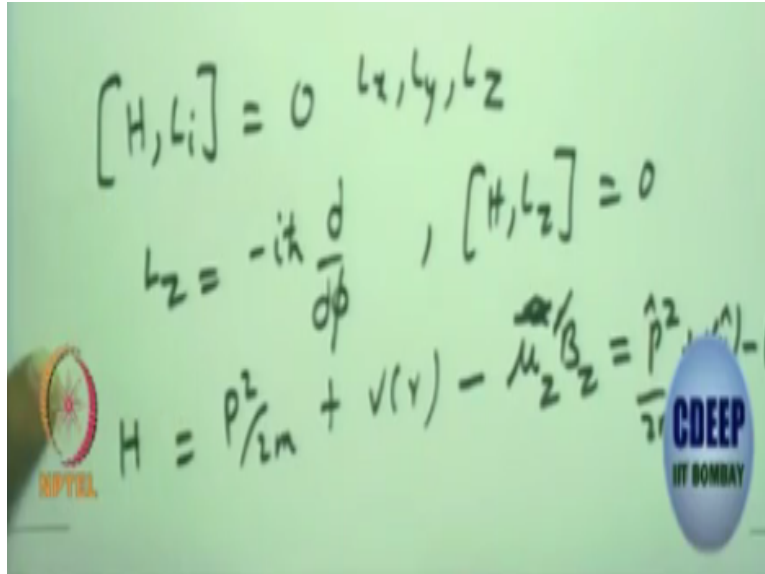 [H, Li] = 0 Lx, Ly, Lz
Lz = -iħ d/dφ , [H, Lz] = 0
H = P²/2m + V(r) - μz Bz = p̂²
NPTEL
CDEEP
IIT BOMBAY